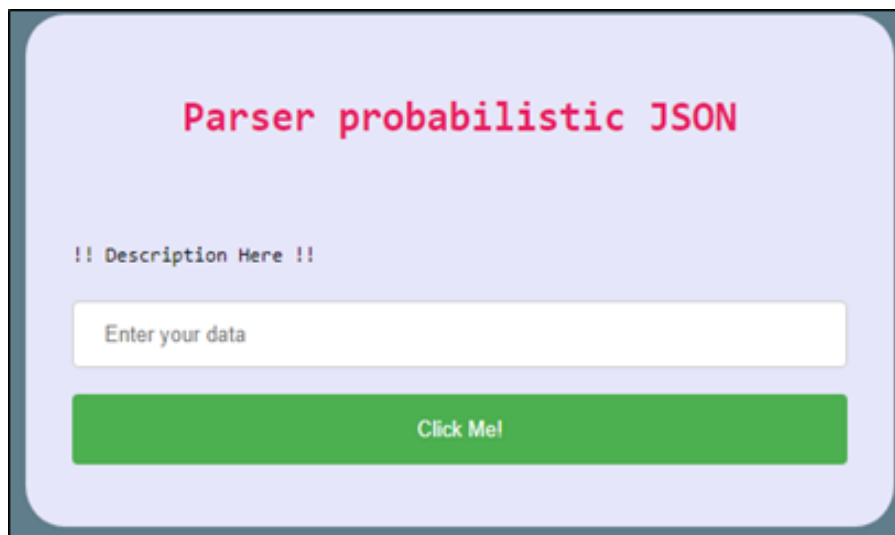 Parser probabilistic JSON
!! Description Here !!
Enter your data
Click Me!